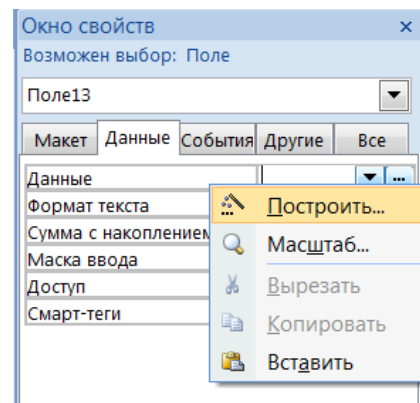 Окно свойств
Возможен выбор: Поле
Поле13
Макет Данные События Другие Все
Данные
Формат текста
Сумма с накоплением
Маска ввода
Доступ
Смарт-теги
Построить...
Масштаб...
Вырезать
Копировать
Вставить